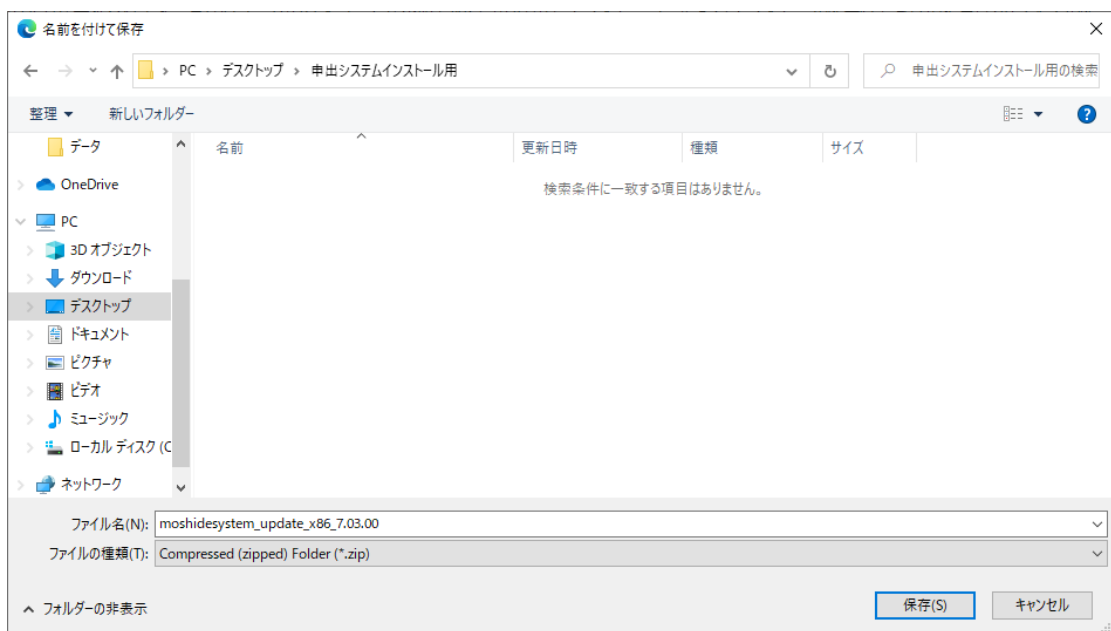 名前を付けて保存
PC › デスクトップ › 申出システムインストール用
申出システムインストール用の検索
整理 新しいフォルダー
名前 更新日時 種類 サイズ
検索条件に一致する項目はありません。
データ
OneDrive
PC
3D オブジェクト
ダウンロード
デスクトップ
ドキュメント
ピクチャ
ビデオ
ミュージック
ローカル ディスク (C
ネットワーク
ファイル名(N): moshidesystem_update_x86_7.03.00
ファイルの種類(T): Compressed (zipped) Folder (*.zip)
フォルダーの非表示
保存(S) キャンセル